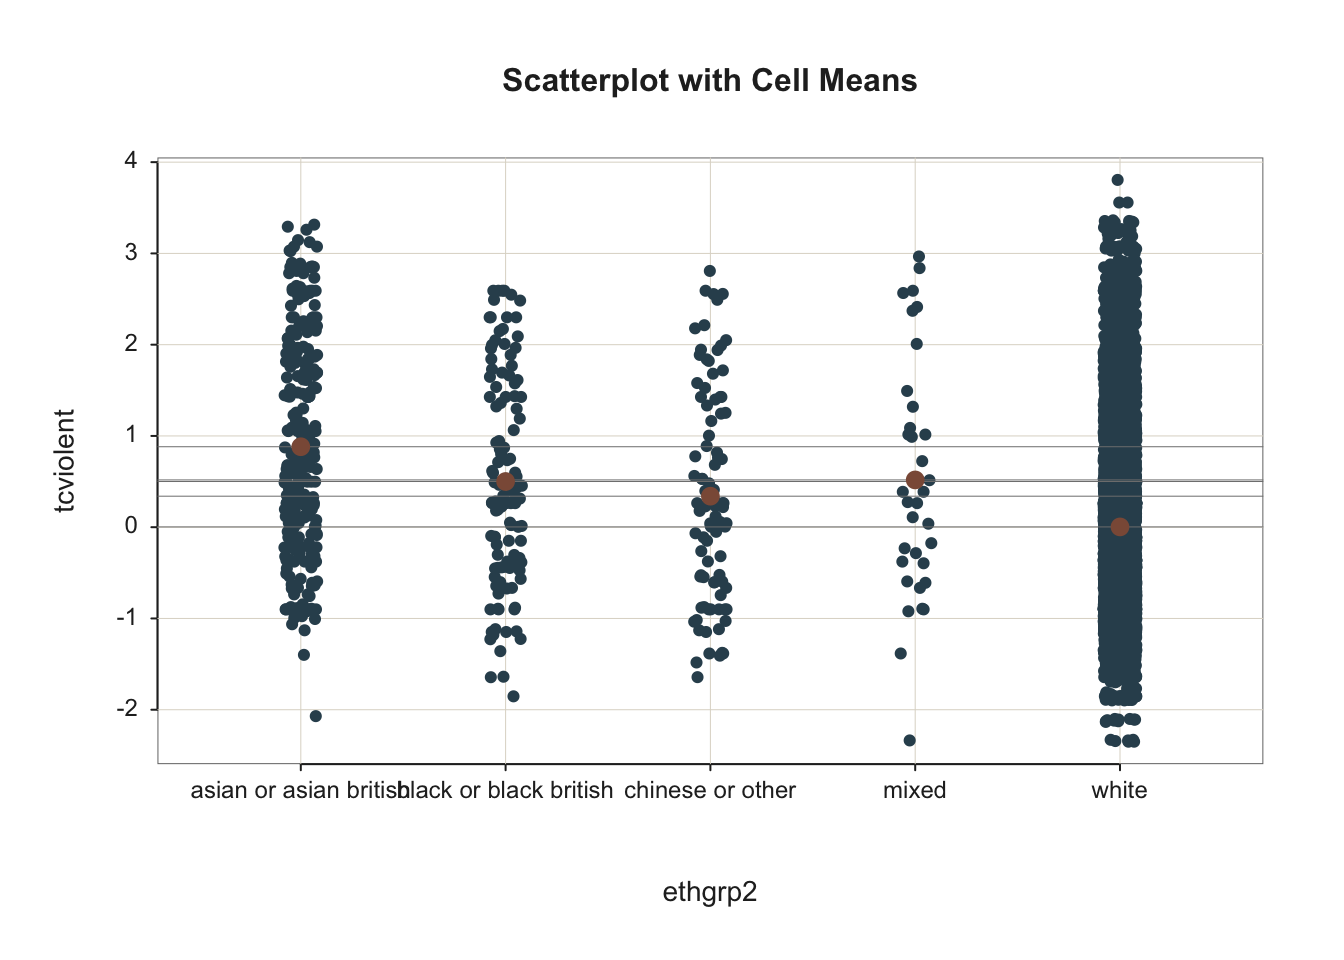 Scatterplot with Cell Means
4
3
2
1
0
-1
-2
tcviolent
asian or asian british black or black british chinese or other mixed white
ethgrp2